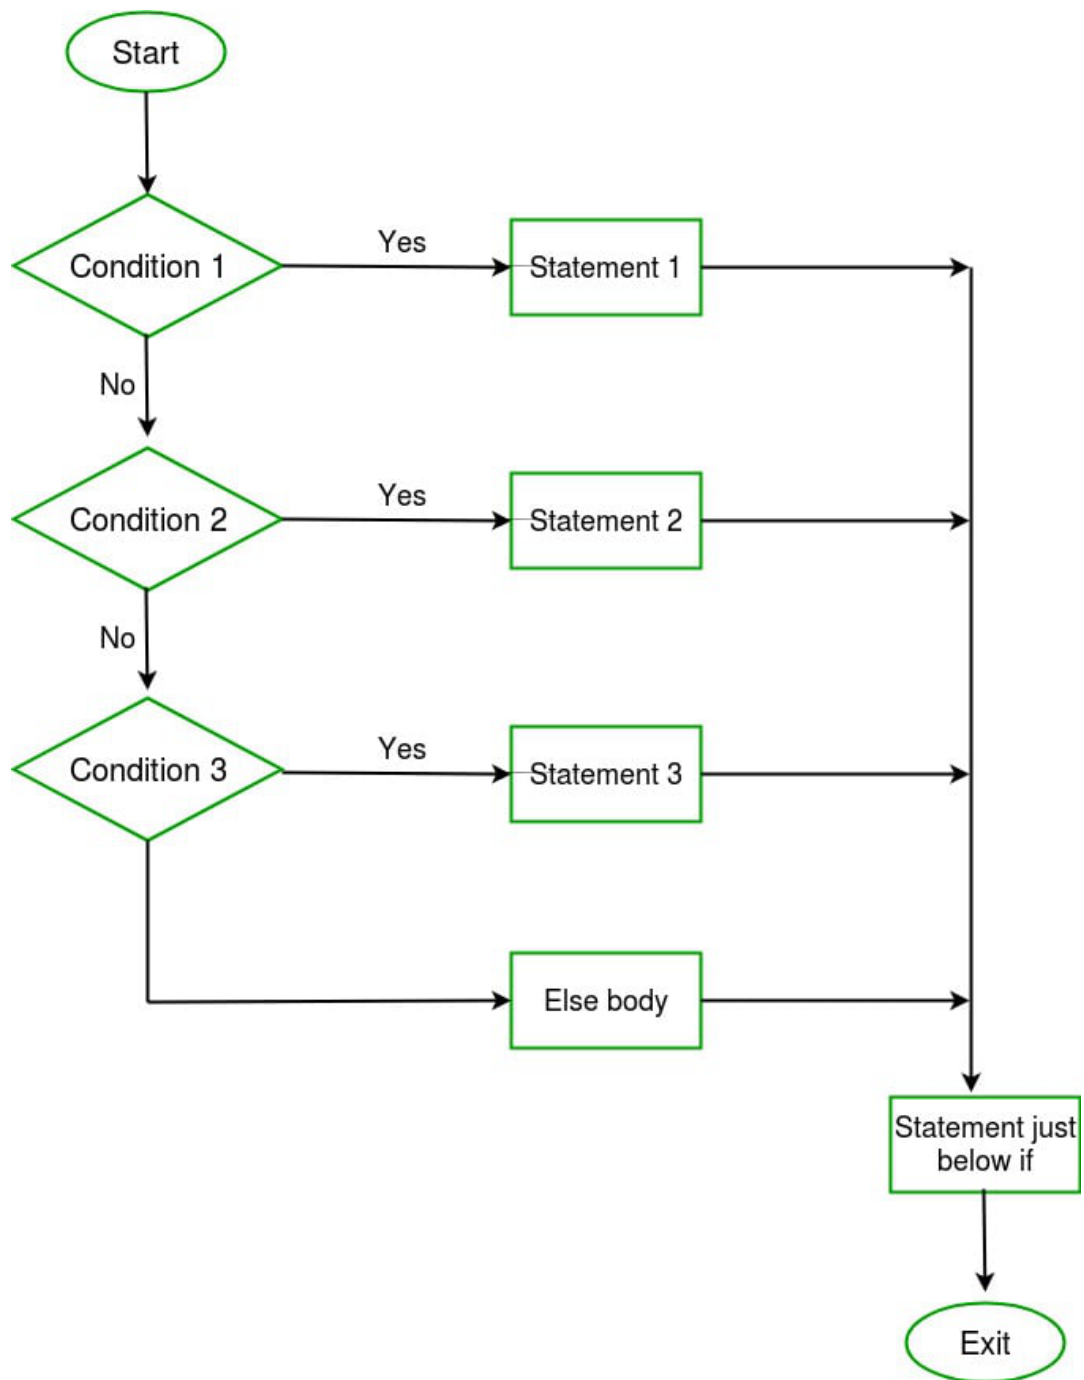 Start
Condition 1
Yes
Statement 1
No
Condition 2
Yes
Statement 2
No
Condition 3
Yes
Statement 3
Else body
Statement just
below if
Exit